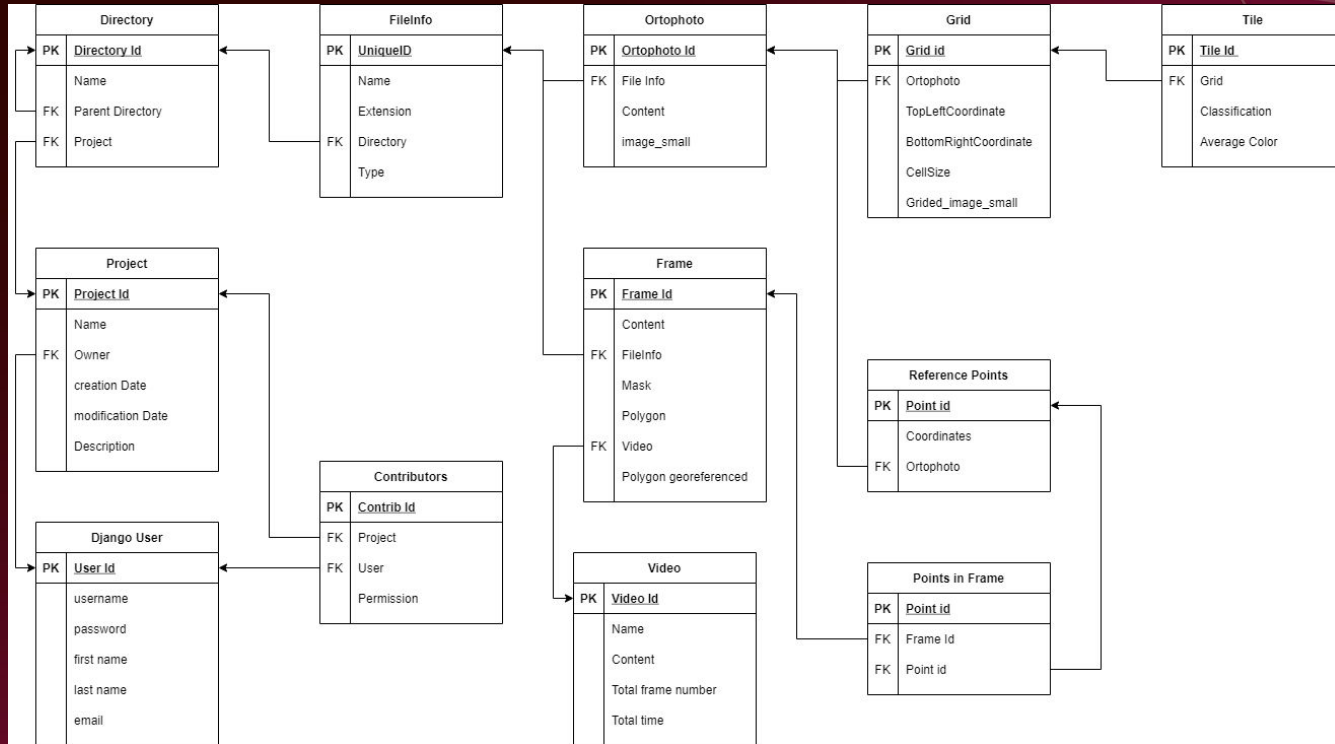 Directory
PK Directory Id
Name
FK Parent Directory
FK Project
FileInfo
PK UniqueID
Name
Extension
FK Directory
Type
Ortophoto
PK Ortophoto Id
FK File Info
Content
image_small
Grid
PK Grid id
FK Ortophoto
TopLeftCoordinate
BottomRightCoordinate
CellSize
Grided_image_small
Tile
PK Tile Id
FK Grid
Classification
Average Color
Project
PK Project Id
Name
FK Owner
creation Date
modification Date
Description
Frame
PK Frame Id
Content
FK FileInfo
Mask
Polygon
FK Video
Polygon georeferenced
Reference Points
PK Point id
Coordinates
FK Ortophoto
Contributors
PK Contrib Id
FK Project
FK User
Permission
Django User
PK User Id
username
password
first name
last name
email
Video
PK Video Id
Name
Content
Total frame number
Total time
Points in Frame
PK Point id
FK Frame Id
FK Point id